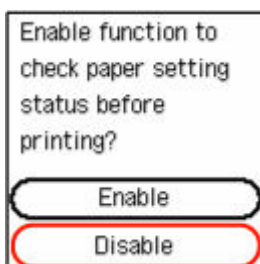 Enable function to
check paper setting
status before
printing?
Enable
Disable